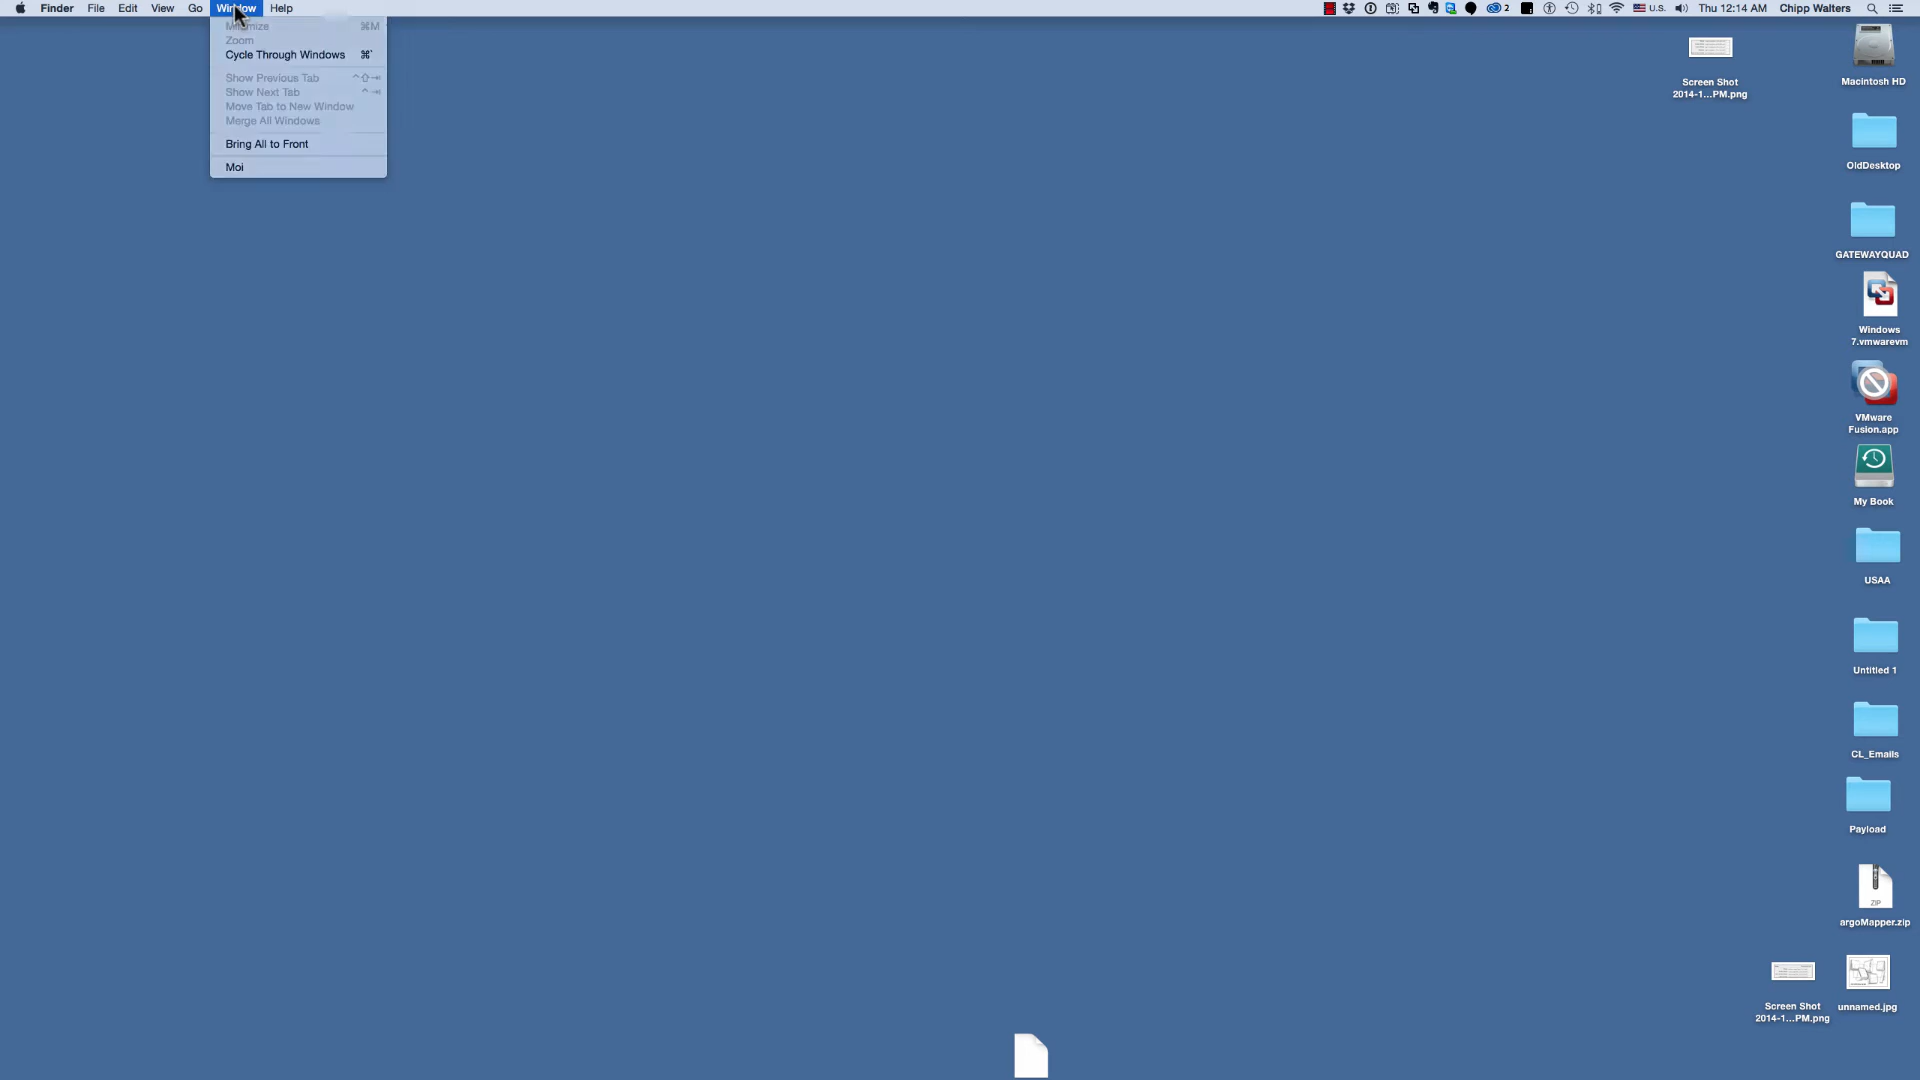 Finder File Edit View Go Window Help 2 U.S. Thu 12:14 AM Chipp Walters
Minimize ⌘M
Zoom
Cycle Through Windows ⌘`
Show Previous Tab ^⇧⇥
Show Next Tab ^⇥
Move Tab to New Window
Merge All Windows
Bring All to Front
Moi
Screen Shot
2014-1...PM.png
Macintosh HD
OldDesktop
GATEWAYQUAD
Windows
7.vmwarevm
VMware
Fusion.app
My Book
USAA
Untitled 1
CL_Emails
Payload
ZIP
argoMapper.zip
Screen Shot
2014-1...PM.png
unnamed.jpg